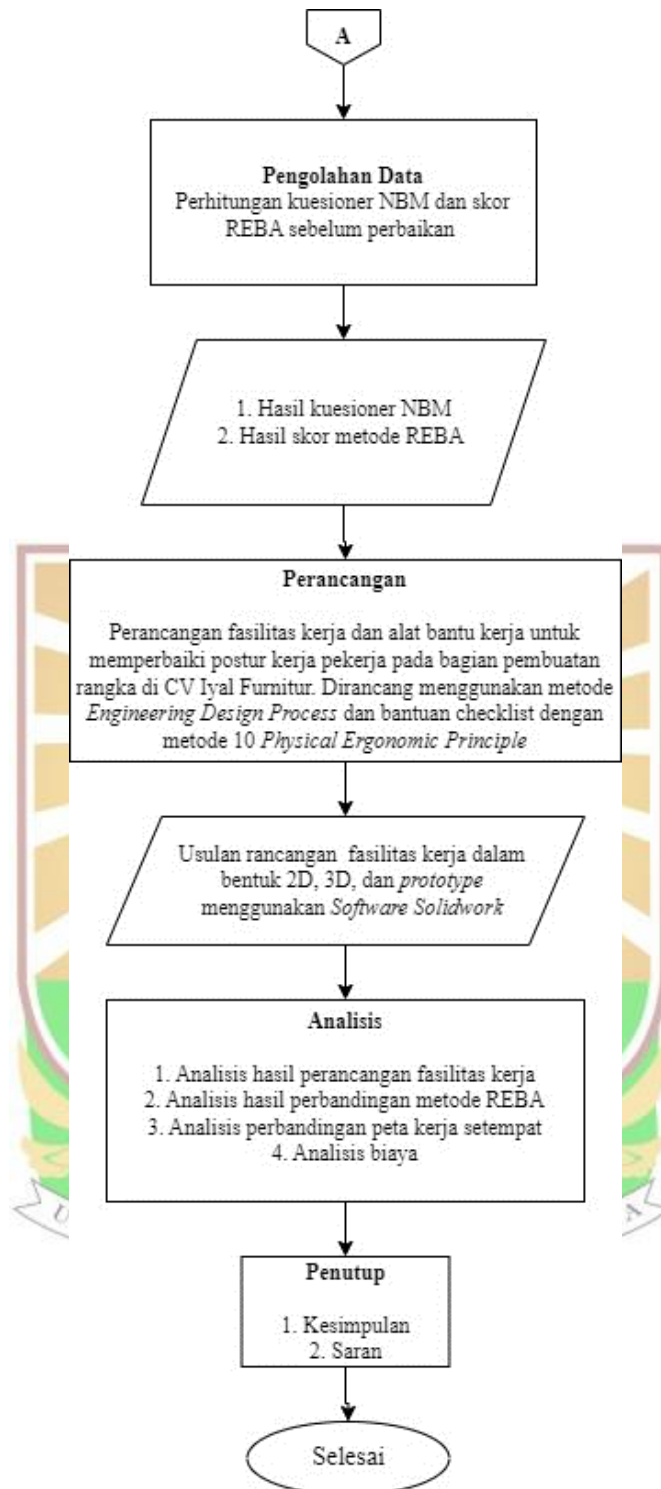 A
Pengolahan Data
Perhitungan kuesioner NBM dan skor
REBA sebelum perbaikan
1. Hasil kuesioner NBM
2. Hasil skor metode REBA
Perancangan
Perancangan fasilitas kerja dan alat bantu kerja untuk
memperbaiki postur kerja pekerja pada bagian pembuatan
rangka di CV Iyal Furnitur. Dirancang menggunakan metode
Engineering Design Process dan bantuan checklist dengan
metode 10 Physical Ergonomic Principle
Usulan rancangan fasilitas kerja dalam
bentuk 2D, 3D, dan prototype
menggunakan Software Solidwork
Analisis
1. Analisis hasil perancangan fasilitas kerja
2. Analisis hasil perbandingan metode REBA
3. Analisis perbandingan peta kerja setempat
4. Analisis biaya
Penutup
1. Kesimpulan
2. Saran
Selesai